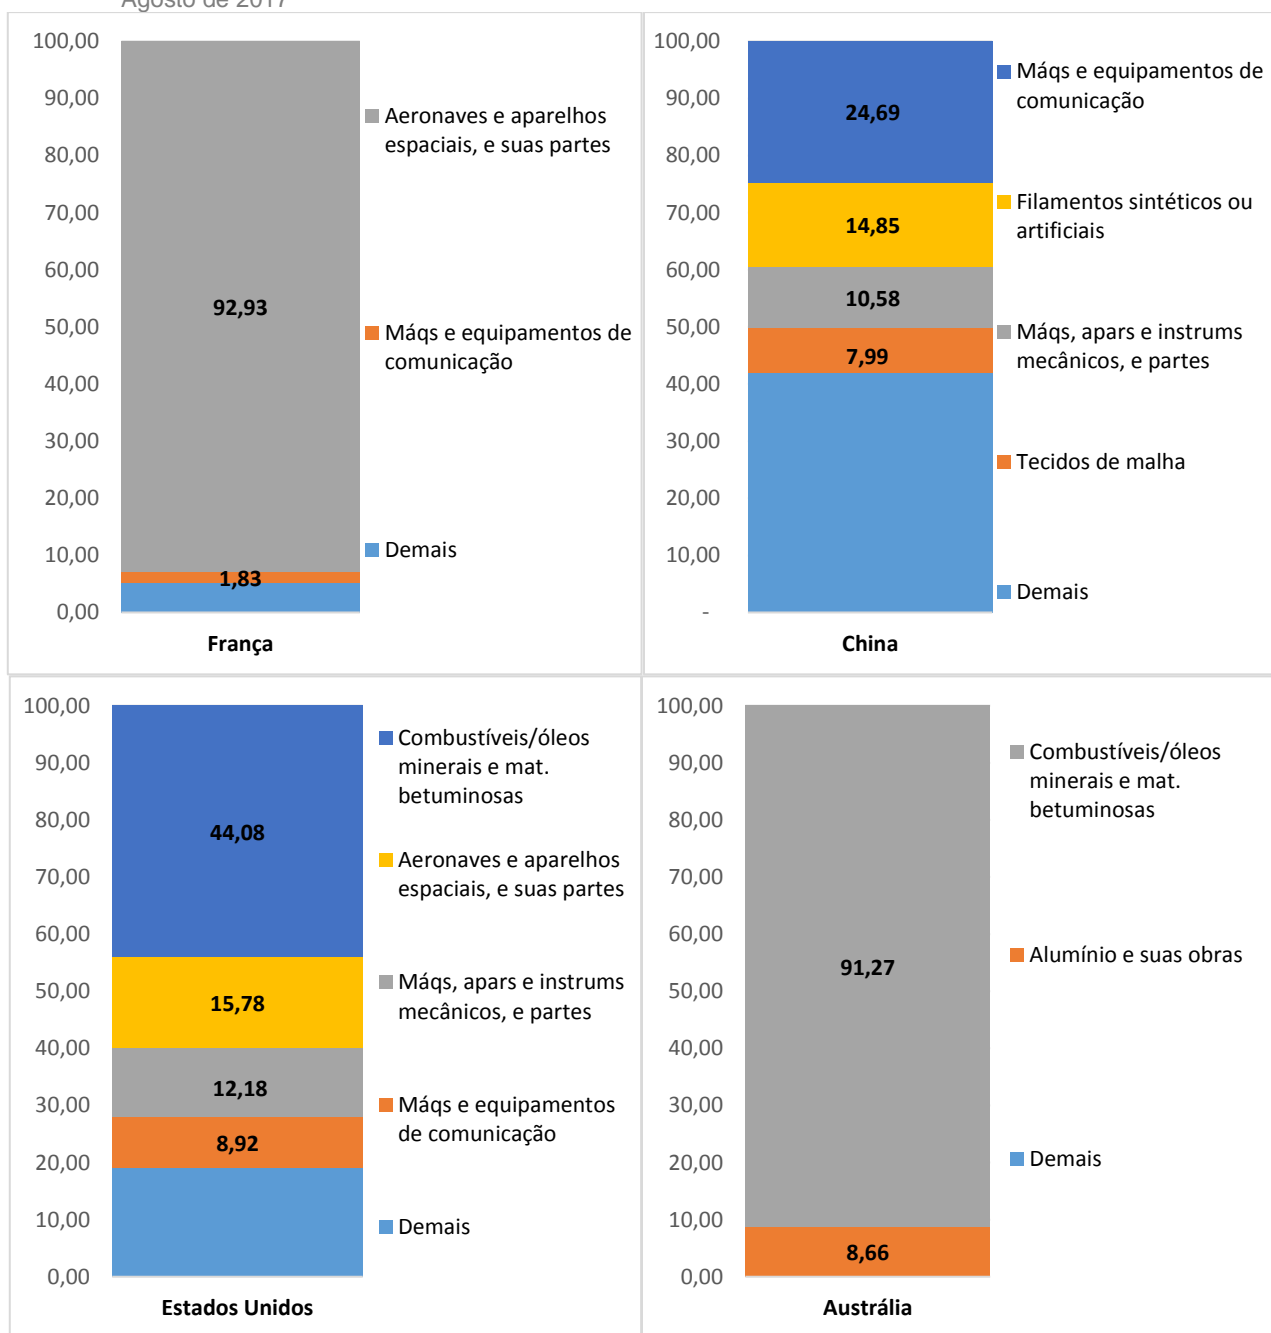 Agosto de 2017
100,00
90,00
80,00
70,00
60,00
50,00
40,00
30,00
20,00
10,00
0,00
92,93
1,83
Aeronaves e aparelhos
espaciais, e suas partes
Máqs e equipamentos de
comunicação
Demais
França
100,00
90,00
80,00
70,00
60,00
50,00
40,00
30,00
20,00
10,00
-
24,69
14,85
10,58
7,99
Máqs e equipamentos de
comunicação
Filamentos sintéticos ou
artificiais
Máqs, apars e instrums
mecânicos, e partes
Tecidos de malha
Demais
China
100,00
90,00
80,00
70,00
60,00
50,00
40,00
30,00
20,00
10,00
0,00
44,08
15,78
12,18
8,92
Combustíveis/óleos
minerais e mat.
betuminosas
Aeronaves e aparelhos
espaciais, e suas partes
Máqs, apars e instrums
mecânicos, e partes
Máqs e equipamentos
de comunicação
Demais
Estados Unidos
100,00
90,00
80,00
70,00
60,00
50,00
40,00
30,00
20,00
10,00
0,00
91,27
8,66
Combustíveis/óleos
minerais e mat.
betuminosas
Alumínio e suas obras
Demais
Austrália